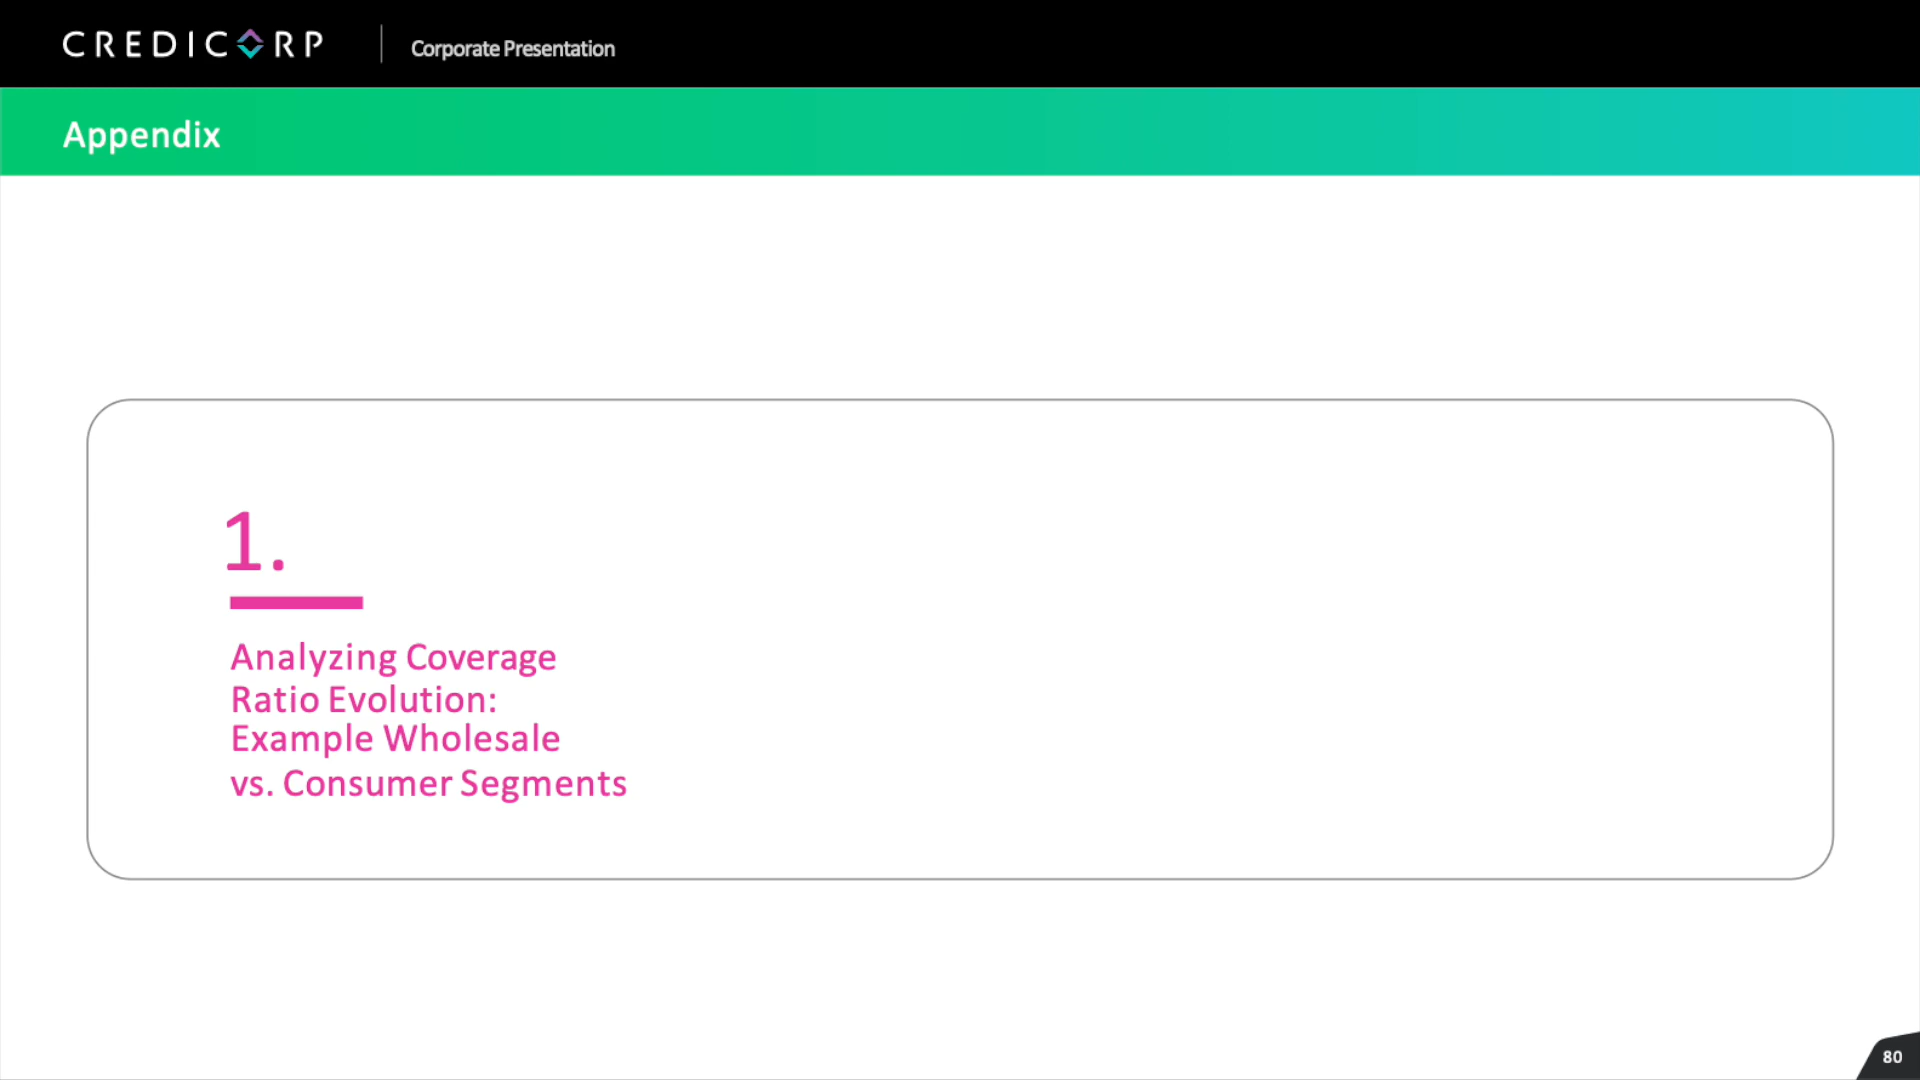 CREDICORP
Corporate Presentation
Appendix
1.
Analyzing Coverage
Ratio Evolution:
Example Wholesale
vs. Consumer Segments
80